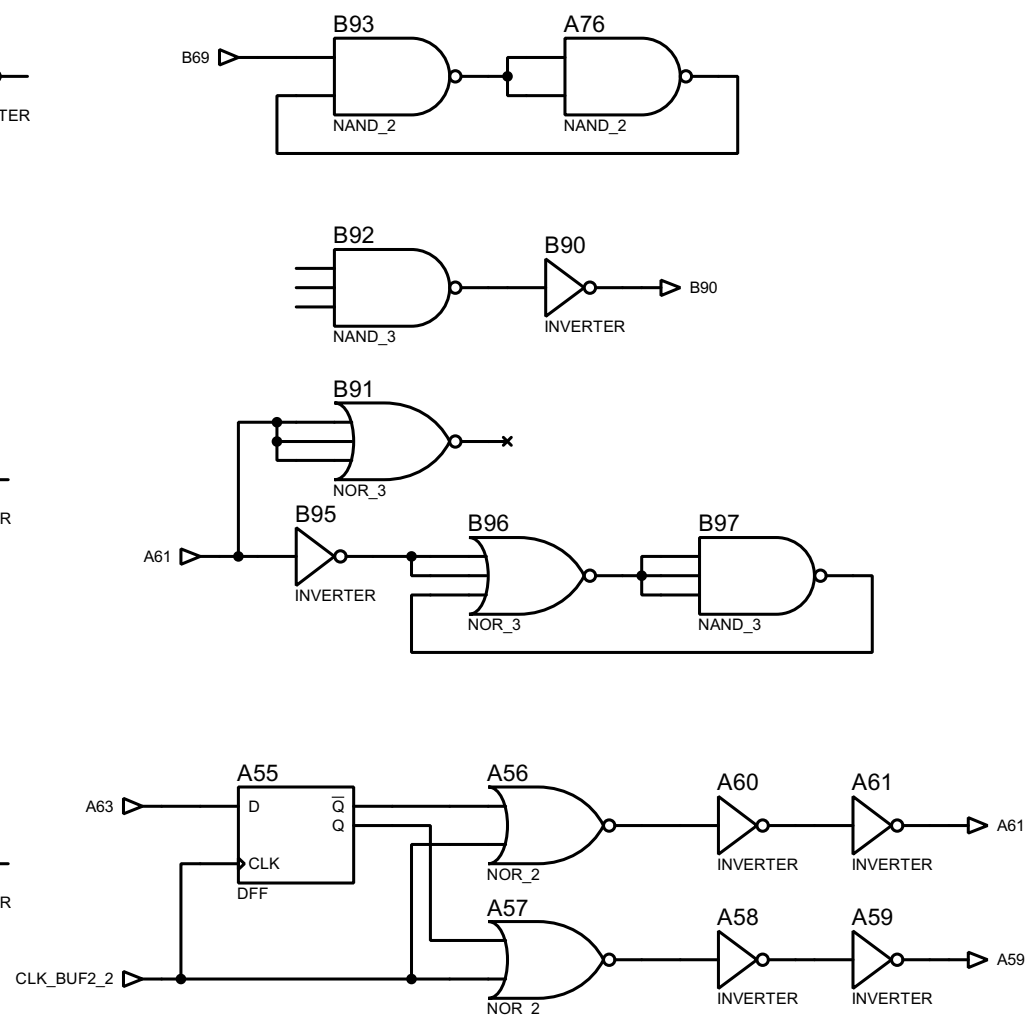 B93
A76
B69
NAND_2
NAND_2
TER
B92
B90
B90
NAND_3
INVERTER
B91
NOR_3
R
B95
B96
B97
A61
INVERTER
NOR_3
NAND_3
A55
A56
A60
A61
A63
D
Q
Q
A61
CLK
NOR_2
INVERTER
INVERTER
DFF
R
A57
A58
A59
CLK_BUF2_2
A59
NOR_2
INVERTER
INVERTER